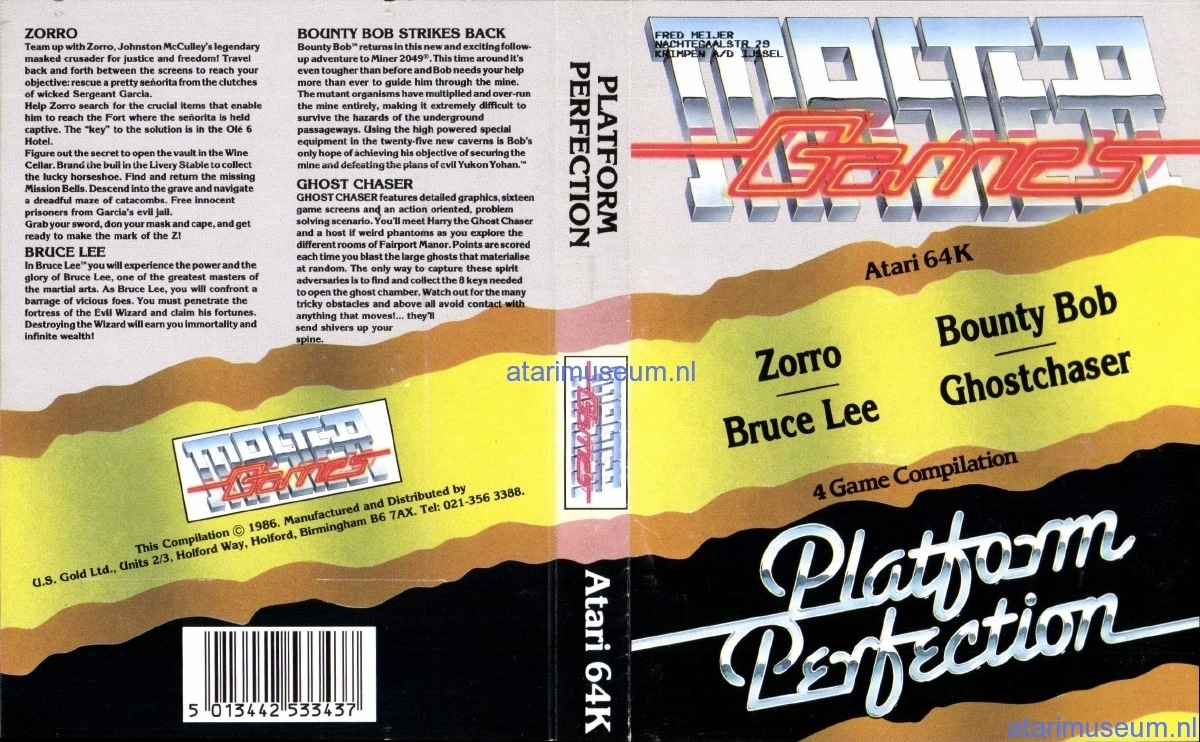 ZORRO
Team up with Zorro, Johnston McCulley's legendary
masked crusader for justice and freedom! Travel
back and forth between the screens to reach your
objective: rescue a pretty señorita from the clutches
of wicked Sergeant Garcia.
Help Zorro search for the crucial items that enable
him to reach the Fort where the señorita is held
captive. The "key" to the solution is in the Olé 6
Hotel.
Figure out the secret to open the vault in the Wine
Cellar. Brand the bull in the Livery Stable to collect
the lucky horseshoe. Find and return the missing
Mission Bells. Descend into the grave and navigate
a dreadful maze of catacombs. Free innocent
prisoners from Garcia's evil jail.
Grab your sword, don your mask and cape, and get
ready to make the mark of the Z!
BRUCE LEE
In Bruce Lee™ you will experience the power and the
glory of Bruce Lee, one of the greatest masters of
the martial arts. As Bruce Lee, you will confront a
barrage of vicious foes. You must penetrate the
fortress of the Evil Wizard and claim his fortunes.
Destroying the Wizard will earn you immortality and
infinite wealth!
BOUNTY BOB STRIKES BACK
Bounty Bob™ returns in this new and exciting follow-
up adventure to Miner 2049®. This time around it's
even tougher than before and Bob needs your help
more than ever to guide him through the mine.
The mutant organisms have multiplied and over-run
the mine entirely, making it extremely difficult to
survive the hazards of the underground
passageways. Using the high powered special
equipment in the twenty-five new caverns is Bob's
only hope of achieving his objective of securing the
mine and defeating the plans of evil Yukon Yohan.™
GHOST CHASER
GHOST CHASER features detailed graphics, sixteen
game screens and an action oriented, problem
solving scenario. You'll meet Harry the Ghost Chaser
and a host if weird phantoms as you explore the
different rooms of Fairport Manor. Points are scored
each time you blast the large ghosts that materialise
at random. The only way to capture these spirit
adversaries is to find and collect the 8 keys needed
to open the ghost chamber. Watch out for the many
tricky obstacles and above all avoid contact with
anything that moves!... they'll
send shivers up your
spine.
MASTER
Games
This Compilation © 1986. Manufactured and Distributed by
U.S. Gold Ltd., Units 2/3, Holford Way, Holford, Birmingham B6 7AX. Tel: 021-356 3388.
5 013442 533437
PLATFORM
PERFECTION
MASTER
Games
Atari 64K
atarimuseum.nl
FRED MEIJER
NACHTEGAALSTR 29
KRIMPEN A/D IJSSEL
MASTER
Games
Atari 64K
Zorro
Bruce Lee
Bounty Bob
Ghostchaser
4 Game Compilation
Platform
Perfection
atarimuseum.nl